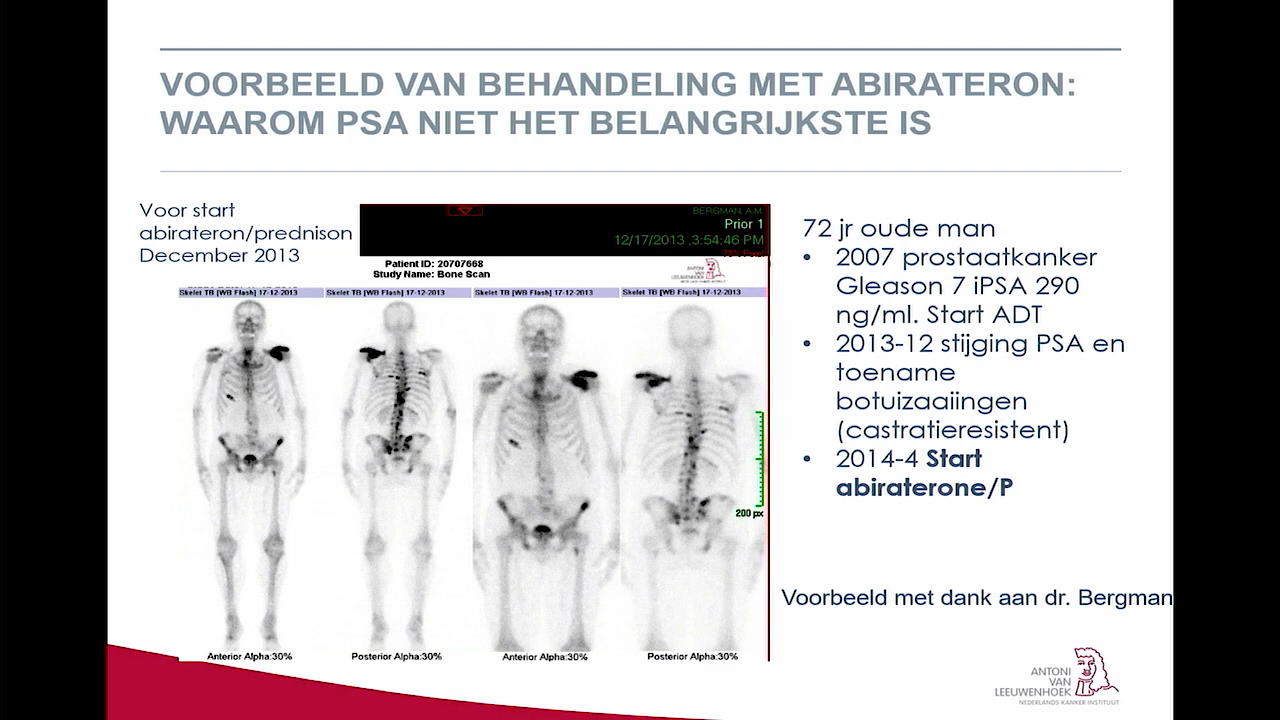 VOORBEELD VAN BEHANDELING MET ABIRATERON:
WAAROM PSA NIET HET BELANGRIJKSTE IS
Voor start
abirateron/prednison
December 2013
BERGMAN, A.M
Prior 1
12/17/2013 ,3:54:46 PM
Patient ID: 20707668
Study Name: Bone Scan
ANTONI
VAN
LEEUWENHOEK
Skelet TB [WB Flash] 17-12-2013
Skelet TB [WB Flash] 17-12-2013
Skelet TB [WB Flash] 17-12-2013
Skelet TB [WB Flash] 17-12-2013
200 px
Anterior Alpha:30%
Posterior Alpha:30%
Anterior Alpha:30%
Posterior Alpha:30%
72 jr oude man
• 2007 prostaatkanker
Gleason 7 iPSA 290
ng/ml. Start ADT
• 2013-12 stijging PSA en
toename
botuizaaiingen
(castratieresistent)
• 2014-4 Start
abiraterone/P
Voorbeeld met dank aan dr. Bergman
ANTONI
VAN
LEEUWENHOEK
NEDERLANDS KANKER INSTITUUT